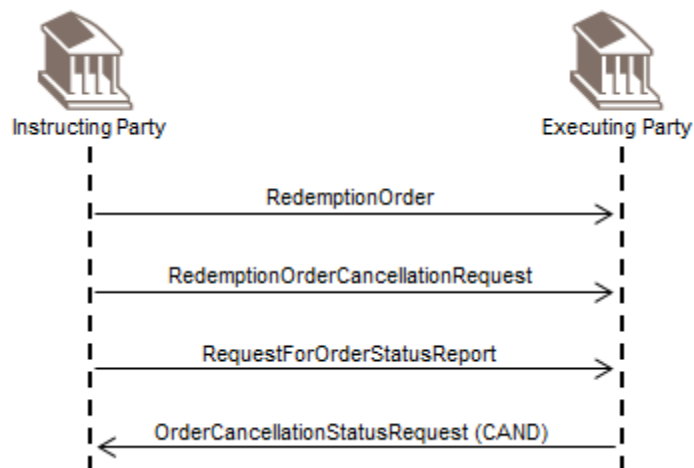 Instructing Party
Executing Party
RedemptionOrder
RedemptionOrderCancellationRequest
RequestForOrderStatusReport
OrderCancellationStatusRequest (CAND)